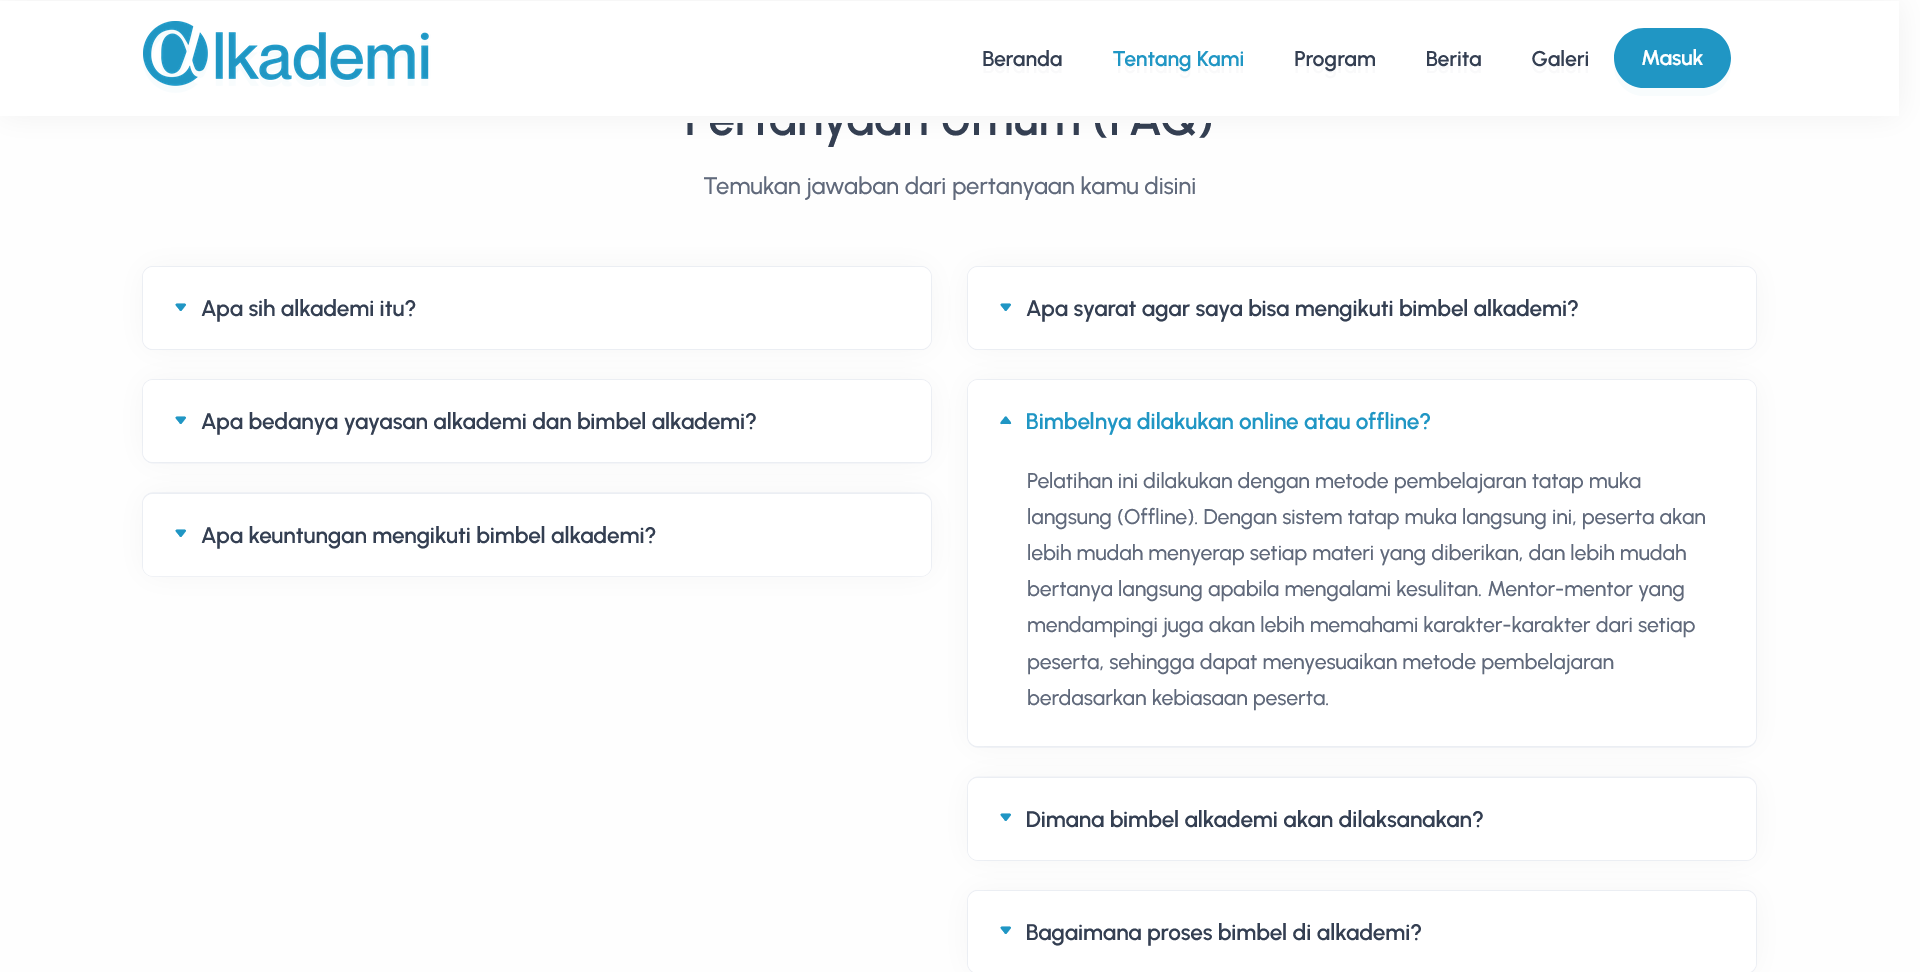 @lkademi
Beranda
Tentang Kami
Program
Berita
Galeri
Masuk
Pertanyaan Umum (FAQ)
Temukan jawaban dari pertanyaan kamu disini
Apa sih alkademi itu?
Apa bedanya yayasan alkademi dan bimbel alkademi?
Apa keuntungan mengikuti bimbel alkademi?
Apa syarat agar saya bisa mengikuti bimbel alkademi?
Bimbelnya dilakukan online atau offline?
Pelatihan ini dilakukan dengan metode pembelajaran tatap muka
langsung (Offline). Dengan sistem tatap muka langsung ini, peserta akan
lebih mudah menyerap setiap materi yang diberikan, dan lebih mudah
bertanya langsung apabila mengalami kesulitan. Mentor-mentor yang
mendampingi juga akan lebih memahami karakter-karakter dari setiap
peserta, sehingga dapat menyesuaikan metode pembelajaran
berdasarkan kebiasaan peserta.
Dimana bimbel alkademi akan dilaksanakan?
Bagaimana proses bimbel di alkademi?